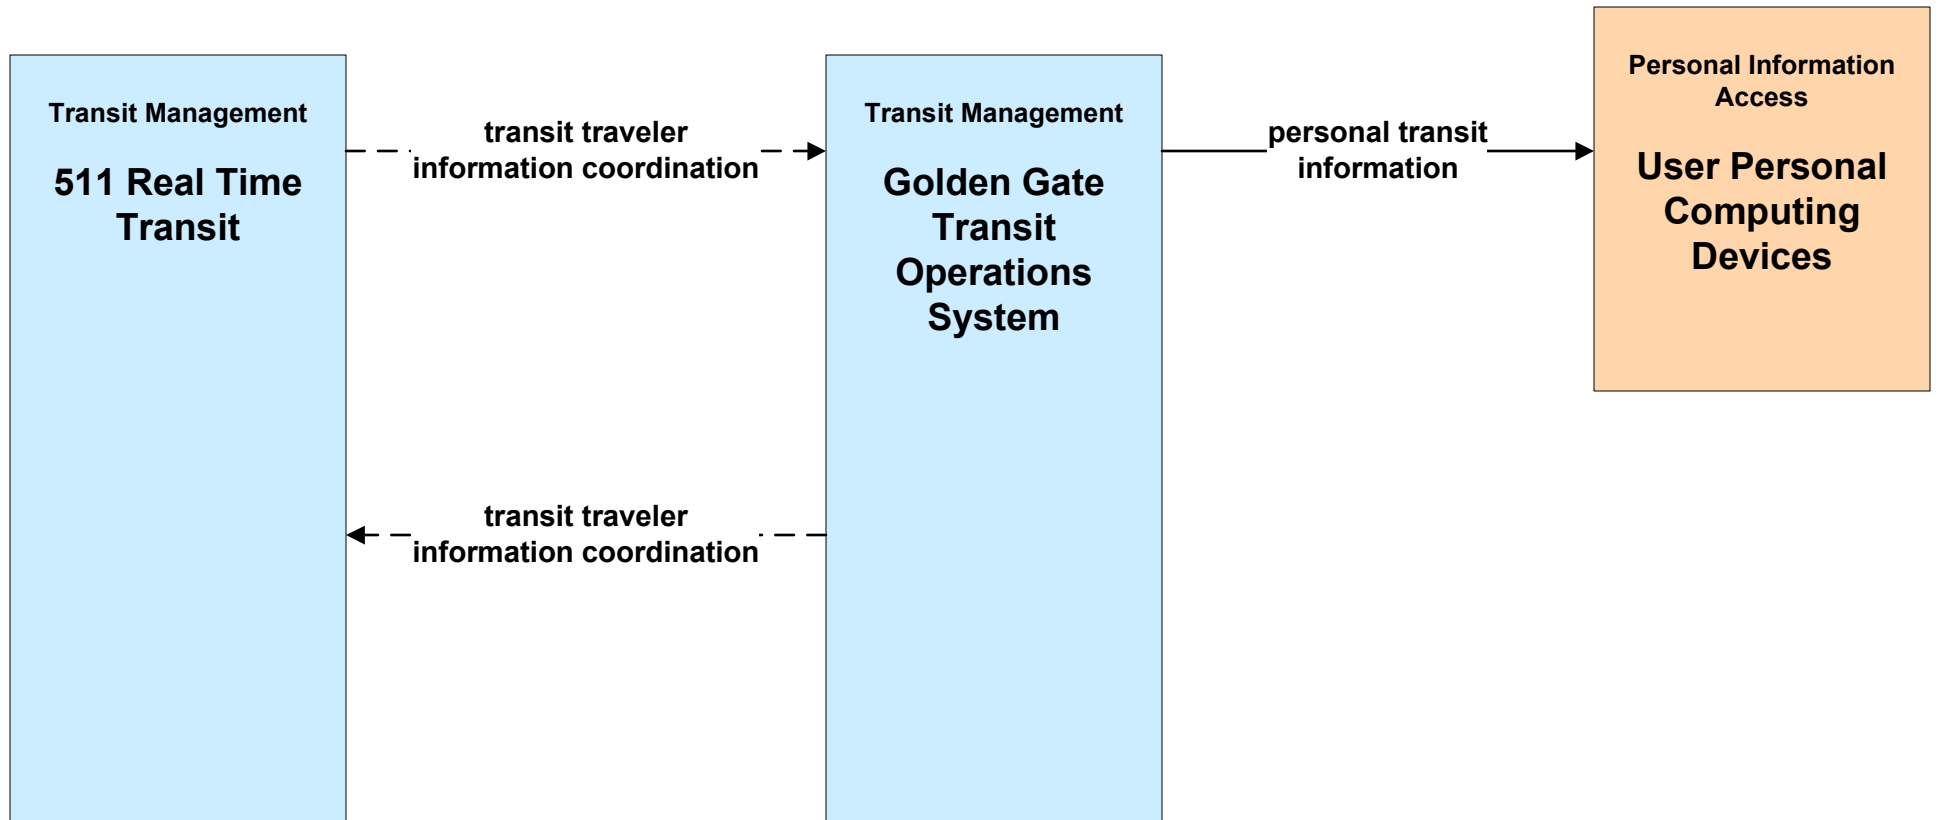 Transit Management
511 Real Time
Transit
transit traveler
information coordination
Transit Management
Golden Gate
Transit
Operations
System
personal transit
information
Personal Information
Access
User Personal
Computing
Devices
transit traveler
information coordination